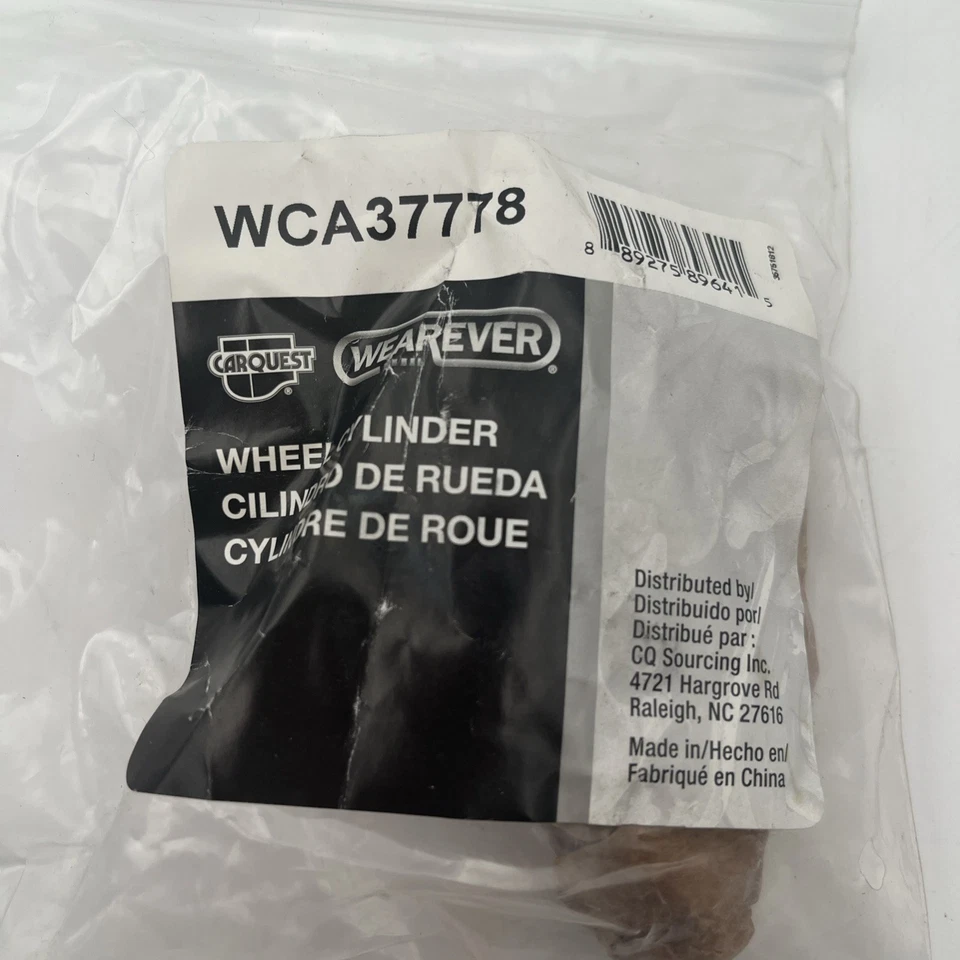 WCA37778
8 89275 89641 5
CARQUEST
WEAREVER
WHEEL CYLINDER
CILINDRO DE RUEDA
CYLINDRE DE ROUE
Distributed by/
Distribuido por/
Distribué par :
CQ Sourcing Inc.
4721 Hargrove Rd
Raleigh, NC 27616
Made in/Hecho en/
Fabriqué en China